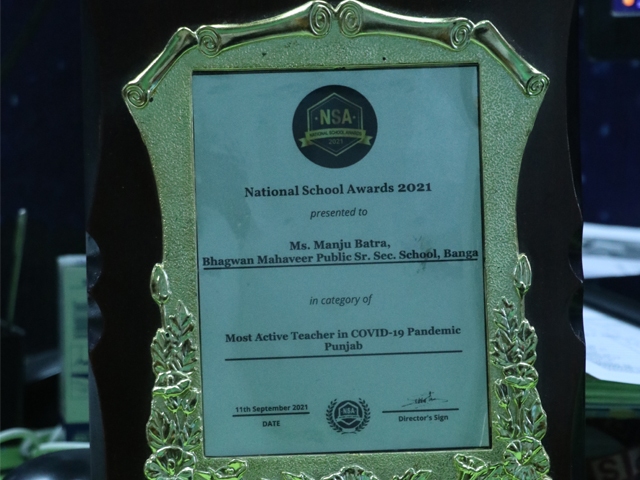 ·NSA·
NATIONAL SCHOOL AWARDS
2021
National School Awards 2021
presented to
Ms. Manju Batra,
Bhagwan Mahaveer Public Sr. Sec. School, Banga
in category of
Most Active Teacher in COVID-19 Pandemic
Punjab
11th September 2021
DATE
NSA
Director's Sign